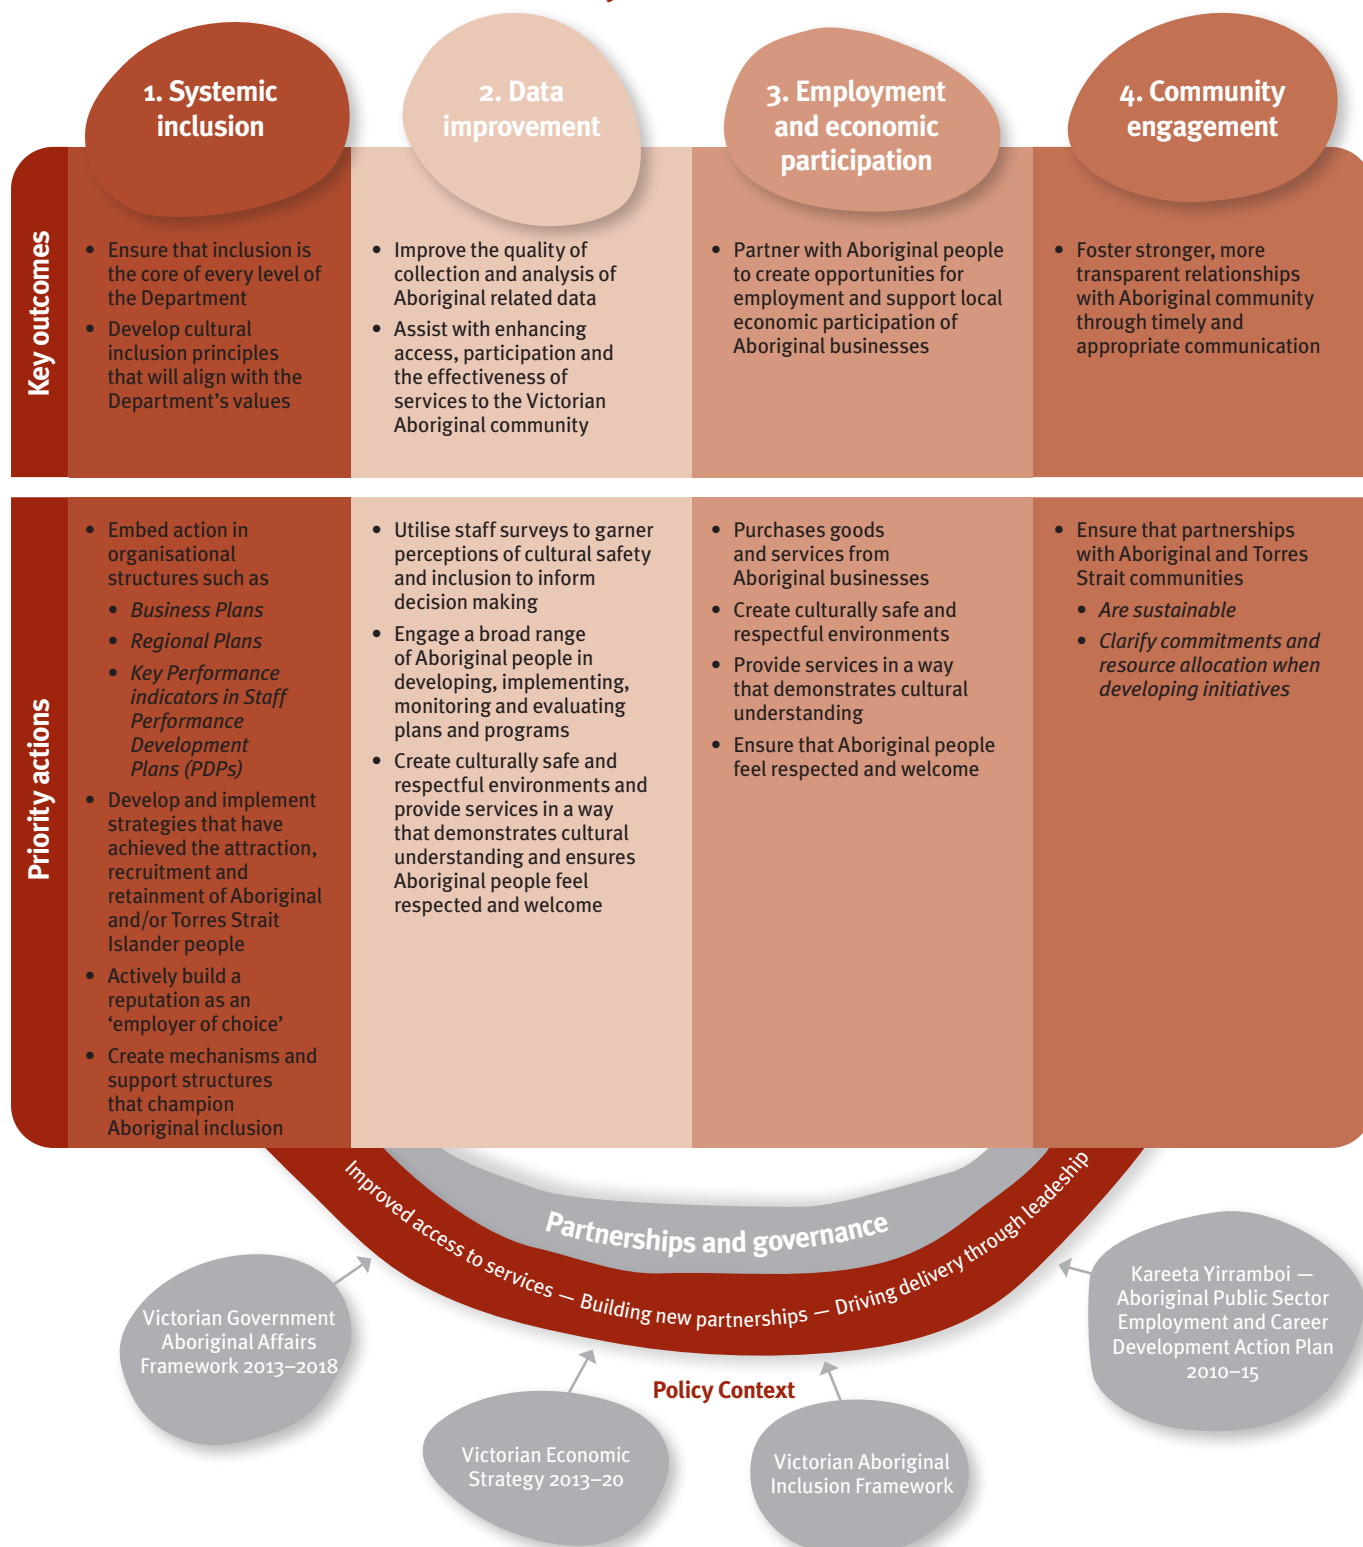 1. Systemic
inclusion
2. Data
improvement
3. Employment
and economic
participation
4. Community
engagement
Key outcomes
• Ensure that inclusion is
the core of every level of
the Department
• Develop cultural
inclusion principles
that will align with the
Department’s values
• Improve the quality of
collection and analysis of
Aboriginal related data
• Assist with enhancing
access, participation and
the effectiveness of
services to the Victorian
Aboriginal community
• Partner with Aboriginal people
to create opportunities for
employment and support local
economic participation of
Aboriginal businesses
• Foster stronger, more
transparent relationships
with Aboriginal community
through timely and
appropriate communication
Priority actions
• Embed action in
organisational
structures such as
• Business Plans
• Regional Plans
• Key Performance
indicators in Staff
Performance
Development
Plans (PDPs)
• Develop and implement
strategies that have
achieved the attraction,
recruitment and
retainment of Aboriginal
and/or Torres Strait
Islander people
• Actively build a
reputation as an
‘employer of choice’
• Create mechanisms and
support structures
that champion
Aboriginal inclusion
• Utilise staff surveys to garner
perceptions of cultural safety
and inclusion to inform
decision making
• Engage a broad range
of Aboriginal people in
developing, implementing,
monitoring and evaluating
plans and programs
• Create culturally safe and
respectful environments and
provide services in a way
that demonstrates cultural
understanding and ensures
Aboriginal people feel
respected and welcome
• Purchases goods
and services from
Aboriginal businesses
• Create culturally safe and
respectful environments
• Provide services in a way
that demonstrates cultural
understanding
• Ensure that Aboriginal people
feel respected and welcome
• Ensure that partnerships
with Aboriginal and Torres
Strait communities
• Are sustainable
• Clarify commitments and
resource allocation when
developing initiatives
Partnerships and governance
Improved access to services — Building new partnerships — Driving delivery through leadeship
Victorian Government
Aboriginal Affairs
Framework 2013–2018
Kareeta Yirramboi —
Aboriginal Public Sector
Employment and Career
Development Action Plan
2010–15
Policy Context
Victorian Economic
Strategy 2013–20
Victorian Aboriginal
Inclusion Framework